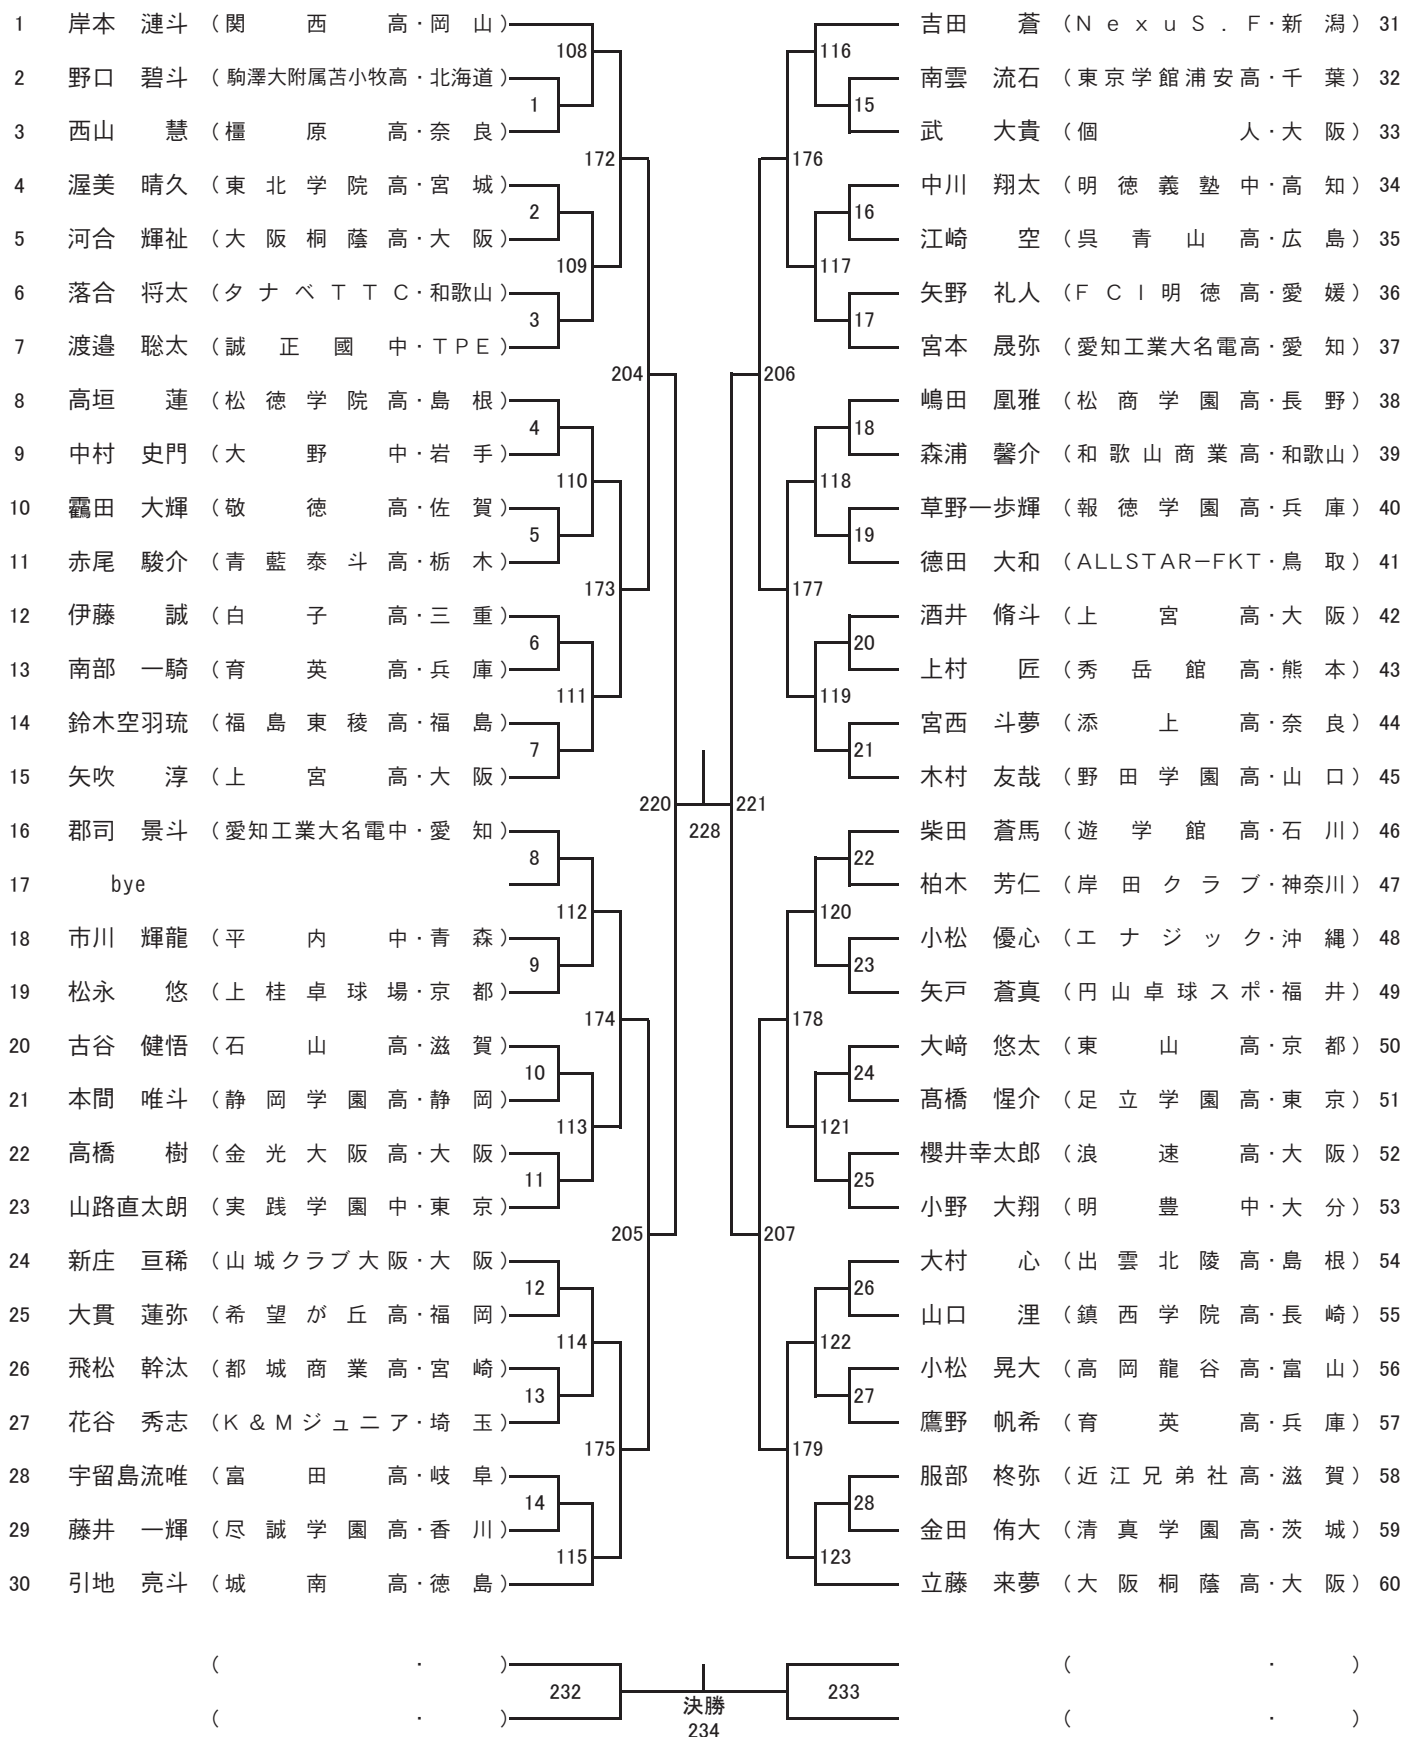 1 岸本 漣斗 (関西高・岡山)
108
2 野口 碧斗 (駒澤大附属苫小牧高・北海道)
1
3 西山 慧 (橿原高・奈良)
172
4 渥美 晴久 (東北学院高・宮城)
2
5 河合 輝祉 (大阪桐蔭高・大阪)
109
6 落合 将太 (タナベTTC・和歌山)
3
7 渡邉 聡太 (誠正國中・TPE)
204
8 高垣 蓮 (松徳学院高・島根)
4
9 中村 史門 (大野中・岩手)
110
10 靏田 大輝 (敬徳高・佐賀)
5
11 赤尾 駿介 (青藍泰斗高・栃木)
173
12 伊藤 誠 (白子高・三重)
6
13 南部 一騎 (育英高・兵庫)
111
14 鈴木空羽琉 (福島東稜高・福島)
7
15 矢吹 淳 (上宮高・大阪)
220
16 郡司 景斗 (愛知工業大名電中・愛知)
8
17 bye
112
18 市川 輝龍 (平内中・青森)
9
19 松永 悠 (上桂卓球場・京都)
174
20 古谷 健悟 (石山高・滋賀)
10
21 本間 唯斗 (静岡学園高・静岡)
113
22 高橋 樹 (金光大阪高・大阪)
11
23 山路直太朗 (実践学園中・東京)
205
24 新庄 亘稀 (山城クラブ大阪・大阪)
12
25 大貫 蓮弥 (希望が丘高・福岡)
114
26 飛松 幹汰 (都城商業高・宮崎)
13
27 花谷 秀志 (K&Mジュニア・埼玉)
175
28 宇留島流唯 (富田高・岐阜)
14
29 藤井 一輝 (尽誠学園高・香川)
115
30 引地 亮斗 (城南高・徳島)
228
吉田 蒼 (NexuS.F・新潟) 31
116
南雲 流石 (東京学館浦安高・千葉) 32
15
武 大貴 (個人・大阪) 33
176
中川 翔太 (明徳義塾中・高知) 34
16
江崎 空 (呉青山高・広島) 35
117
矢野 礼人 (FCI明徳高・愛媛) 36
17
宮本 晟弥 (愛知工業大名電高・愛知) 37
206
嶋田 凰雅 (松商学園高・長野) 38
18
森浦 馨介 (和歌山商業高・和歌山) 39
118
草野一歩輝 (報徳学園高・兵庫) 40
19
德田 大和 (ALLSTAR-FKT・鳥取) 41
177
酒井 脩斗 (上宮高・大阪) 42
20
上村 匠 (秀岳館高・熊本) 43
119
宮西 斗夢 (添上高・奈良) 44
21
木村 友哉 (野田学園高・山口) 45
221
柴田 蒼馬 (遊学館高・石川) 46
22
柏木 芳仁 (岸田クラブ・神奈川) 47
120
小松 優心 (エナジック・沖縄) 48
23
矢戸 蒼真 (円山卓球スポ・福井) 49
178
大﨑 悠太 (東山高・京都) 50
24
髙橋 惺介 (足立学園高・東京) 51
121
櫻井幸太郎 (浪速高・大阪) 52
25
小野 大翔 (明豊中・大分) 53
207
大村 心 (出雲北陵高・島根) 54
26
山口 浬 (鎮西学院高・長崎) 55
122
小松 晃大 (高岡龍谷高・富山) 56
27
鷹野 帆希 (育英高・兵庫) 57
179
服部 柊弥 (近江兄弟社高・滋賀) 58
28
金田 侑大 (清真学園高・茨城) 59
123
立藤 来夢 (大阪桐蔭高・大阪) 60
( ・ ) ( ・ )
232 233
決勝
( ・ ) ( ・ )
234